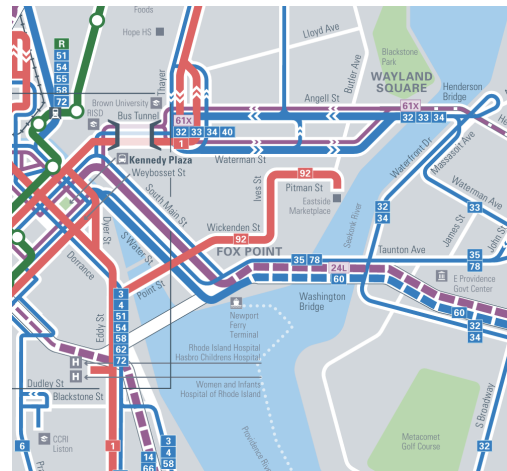 Foods
Hope HS
R
51
54
55
58
72
Brown University
RISD
Bus Tunnel
Thayer
61X
32 33 34 40
1
Lloyd Ave
Butler Ave
Blackstone
Park
WAYLAND
SQUARE
Angell St
61X
32 33 34
Henderson
Bridge
Waterman St
Kennedy Plaza
Weybosset St
South Main St
S Water St
Dyer St
Dorrance
Point St
Eddy St
92
Ives St
Pitman St
Eastside
Marketplace
Wickenden St
92
FOX POINT
Seekonk River
Waterfront Dr
Massasoit Ave
Waterman Ave
32
34
33
James St
John St
Taunton Ave
35 78
24L
60
35
78
E Providence
Govt Center
60
32
34
Washington
Bridge
Newport
Ferry
Terminal
3
4
51
54
58
62
72
Rhode Island Hospital
Hasbro Childrens Hospital
H
H
Women and Infants
Hospital of Rhode Island
Dudley St
Blackstone St
CCRI
Liston
6
1
14
66
3
4
58
Metacomet
Golf Course
S Broadway
32